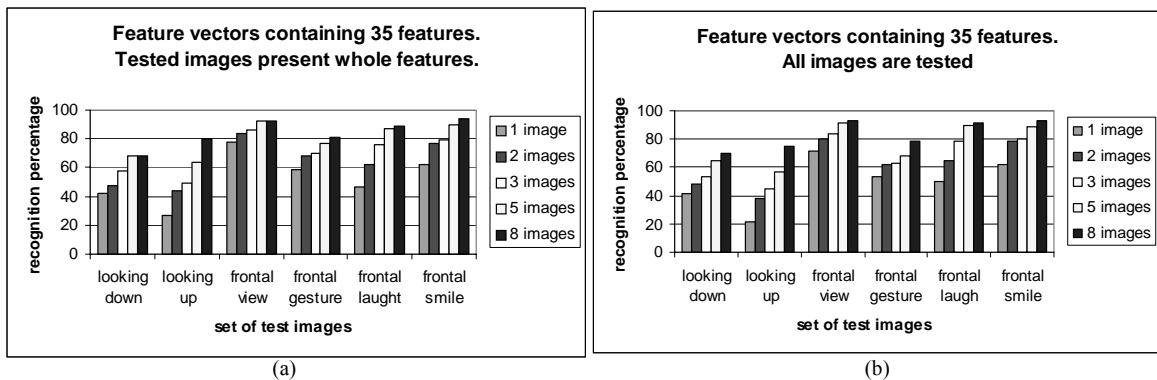 Feature vectors containing 35 features.
Tested images present whole features.
recognition percentage
100
80
60
40
20
0
looking down
looking up
frontal view
frontal gesture
frontal laught
frontal smile
set of test images
1 image
2 images
3 images
5 images
8 images
(a)
Feature vectors containing 35 features.
All images are tested
recognition percentage
100
80
60
40
20
0
looking down
looking up
frontal view
frontal gesture
frontal laugh
frontal smile
set of test images
1 image
2 images
3 images
5 images
8 images
(b)